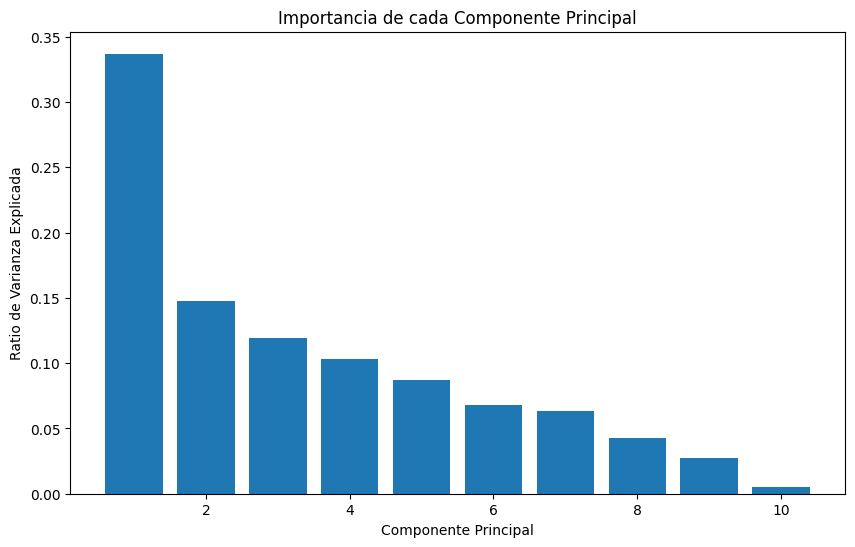 Importancia de cada Componente Principal
Ratio de Varianza Explicada
0.35
0.30
0.25
0.20
0.15
0.10
0.05
0.00
2 4 6 8 10
Componente Principal